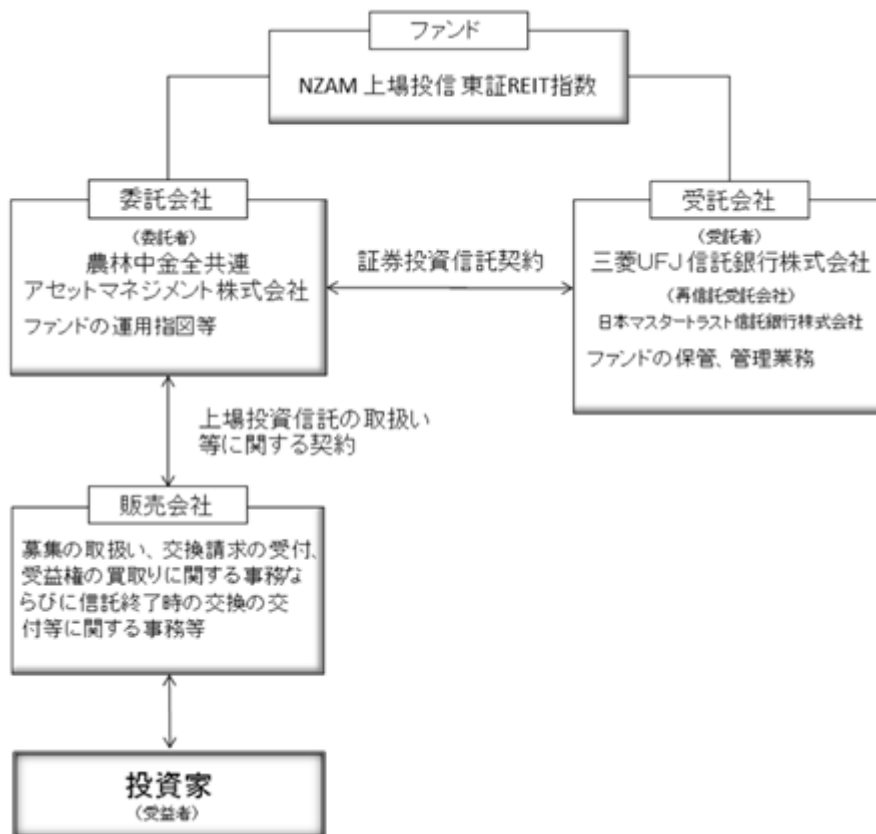 ファンド
NZAM 上場投信 東証REIT指数
委託会社
（委託者）
農林中金全共連
アセットマネジメント株式会社
ファンドの運用指図等
証券投資信託契約
受託会社
（受託者）
三菱UFJ信託銀行株式会社
（再信託受託会社）
日本マスタートラスト信託銀行株式会社
ファンドの保管、管理業務
上場投資信託の取扱い
等に関する契約
販売会社
募集の取扱い、交換請求の受付、
受益権の買取りに関する事務な
らびに信託終了時の交換の交
付等に関する事務等
投資家
（受益者）